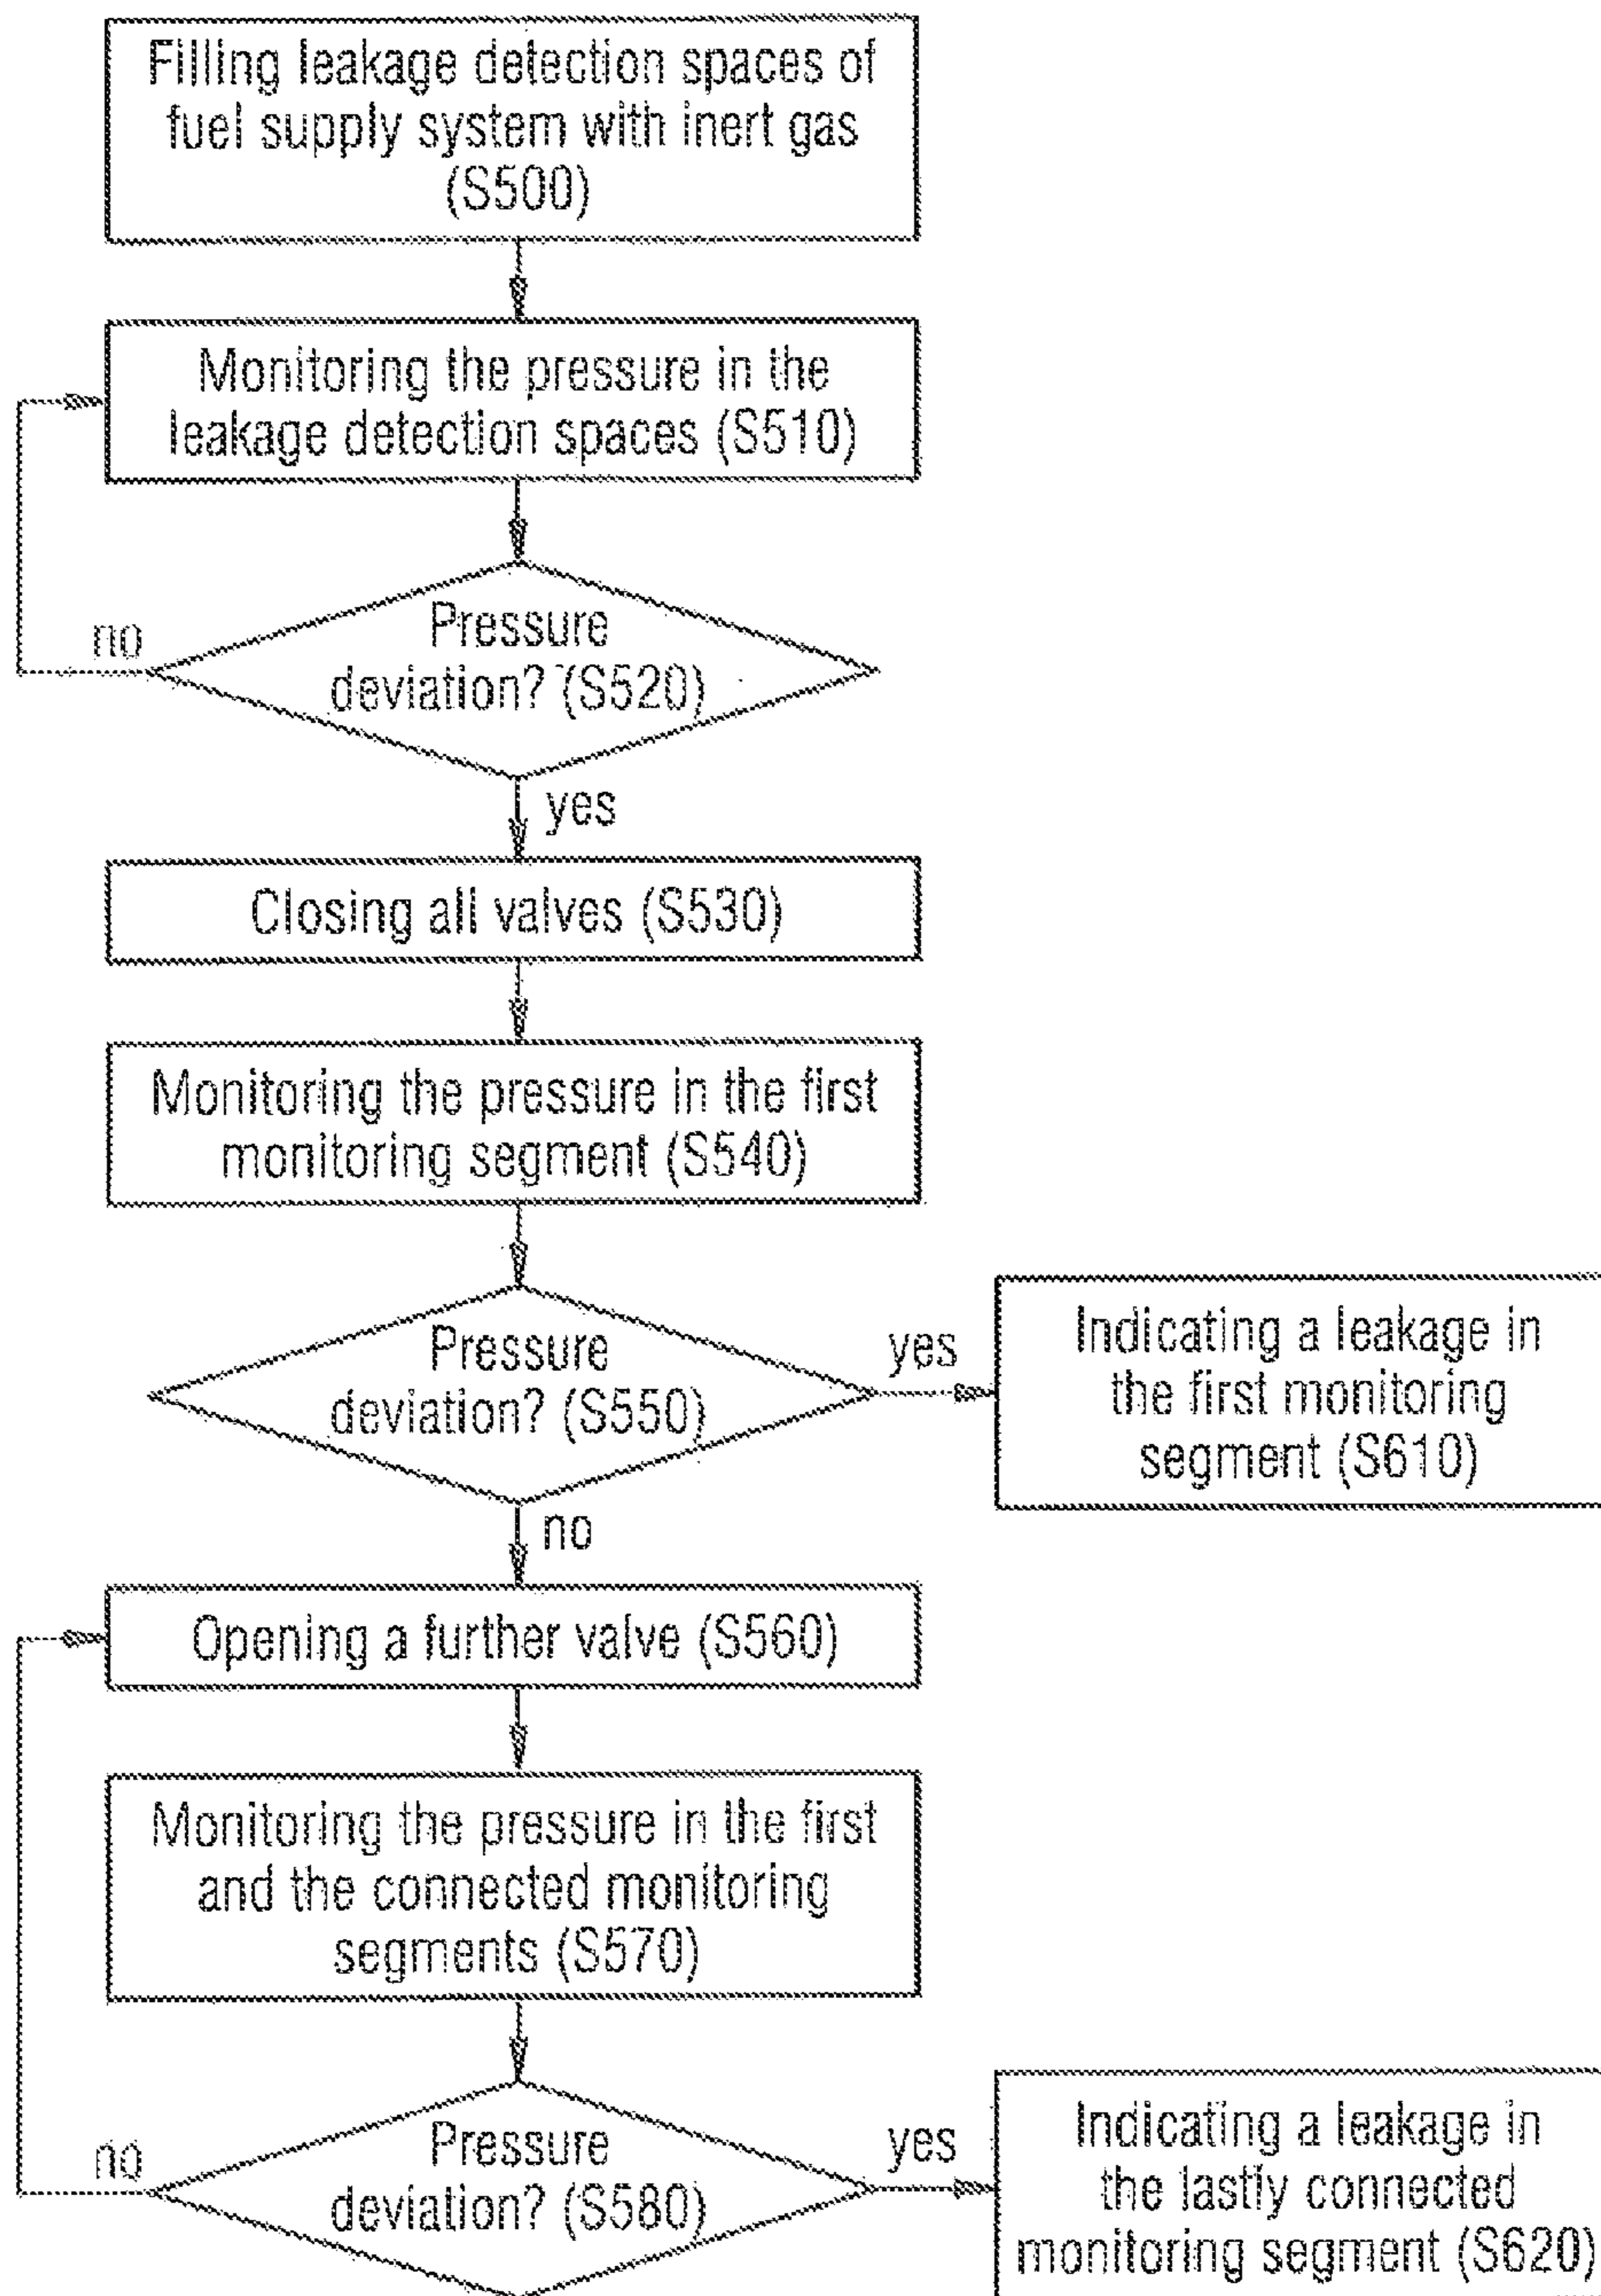 Filling leakage detection spaces of
fuel supply system with inert gas
(S500)
Monitoring the pressure in the
leakage detection spaces (S510)
Pressure
deviation? (S520)
no
yes
Closing all valves (S530)
Monitoring the pressure in the first
monitoring segment (S540)
Pressure
deviation? (S550)
yes
Indicating a leakage in
the first monitoring
segment (S610)
no
Opening a further valve (S560)
Monitoring the pressure in the first
and the connected monitoring
segments (S570)
Pressure
deviation? (S580)
no
yes
Indicating a leakage in
the lastly connected
monitoring segment (S620)